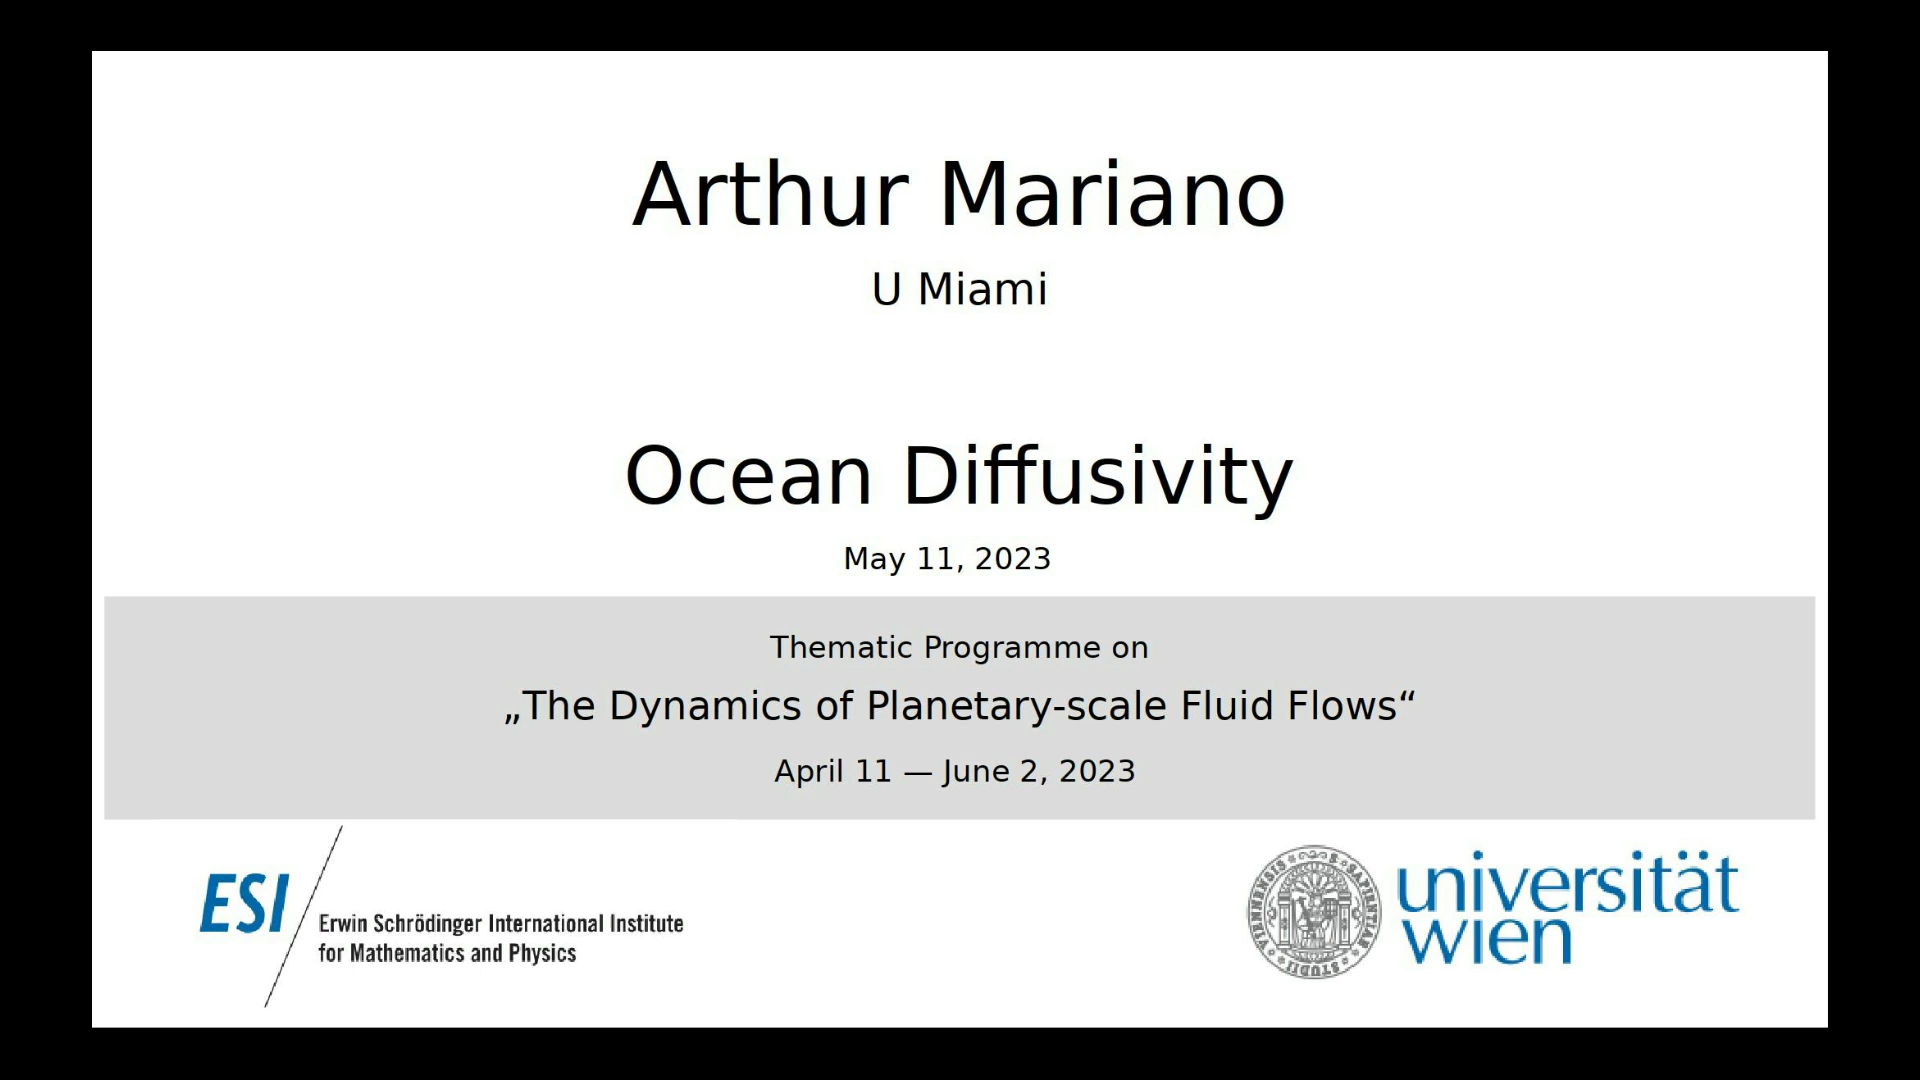 Arthur Mariano
U Miami
Ocean Diffusivity
May 11, 2023
Thematic Programme on
„The Dynamics of Planetary-scale Fluid Flows“
April 11 — June 2, 2023
ESI
Erwin Schrödinger International Institute
for Mathematics and Physics
universität
wien